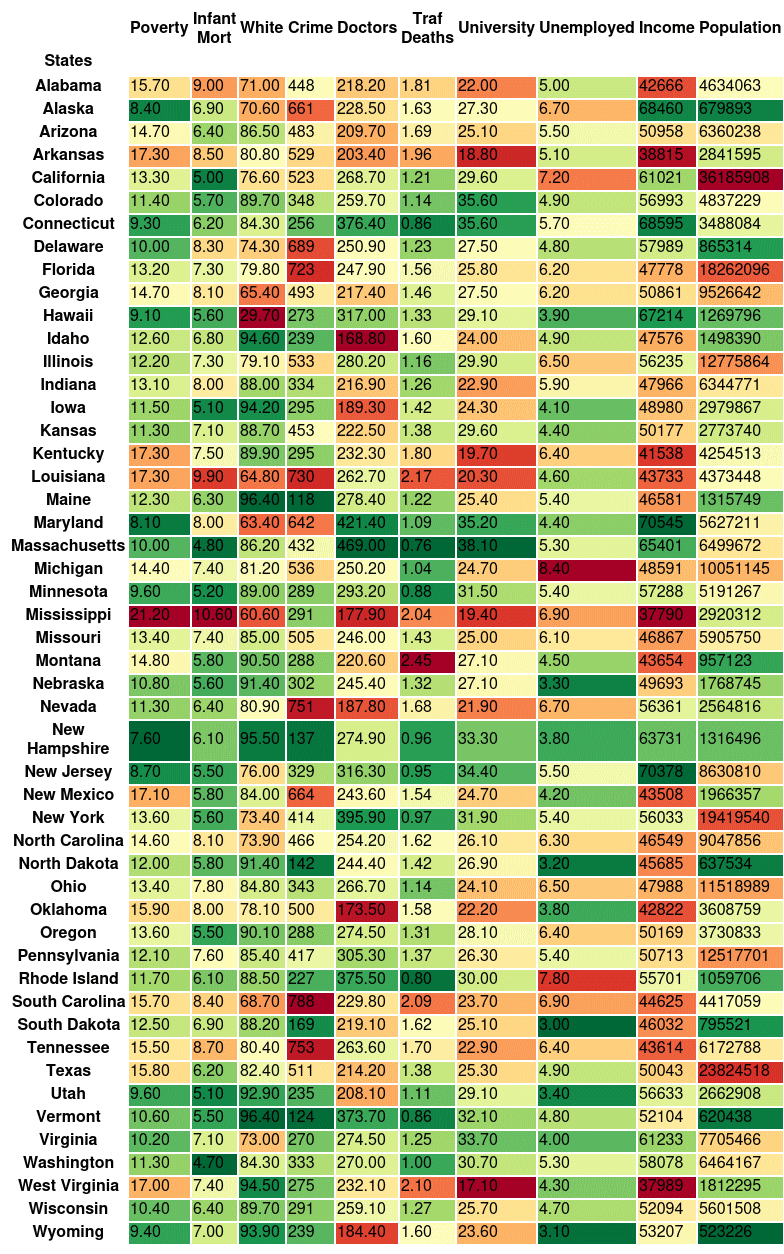 Poverty Infant Mort White Crime Doctors Traf Deaths University Unemployed Income Population
States
Alabama 15.70 9.00 71.00 448 218.20 1.81 22.00 5.00 42666 4634063
Alaska 8.40 6.90 70.60 661 228.50 1.63 27.30 6.70 68460 679893
Arizona 14.70 6.40 86.50 483 209.70 1.69 25.10 5.50 50958 6360238
Arkansas 17.30 8.50 80.80 529 203.40 1.96 18.80 5.10 38815 2841595
California 13.30 5.00 76.60 523 268.70 1.21 29.60 7.20 61021 36185908
Colorado 11.40 5.70 89.70 348 259.70 1.14 35.60 4.90 56993 4837229
Connecticut 9.30 6.20 84.30 256 376.40 0.86 35.60 5.70 68595 3488084
Delaware 10.00 8.30 74.30 689 250.90 1.23 27.50 4.80 57989 865314
Florida 13.20 7.30 79.80 723 247.90 1.56 25.80 6.20 47778 18262096
Georgia 14.70 8.10 65.40 493 217.40 1.46 27.50 6.20 50861 9526642
Hawaii 9.10 5.60 29.70 273 317.00 1.33 29.10 3.90 67214 1269796
Idaho 12.60 6.80 94.60 239 168.80 1.60 24.00 4.90 47576 1498390
Illinois 12.20 7.30 79.10 533 280.20 1.16 29.90 6.50 56235 12775864
Indiana 13.10 8.00 88.00 334 216.90 1.26 22.90 5.90 47966 6344771
Iowa 11.50 5.10 94.20 295 189.30 1.42 24.30 4.10 48980 2979867
Kansas 11.30 7.10 88.70 453 222.50 1.38 29.60 4.40 50177 2773740
Kentucky 17.30 7.50 89.90 295 232.30 1.80 19.70 6.40 41538 4254513
Louisiana 17.30 9.90 64.80 730 262.70 2.17 20.30 4.60 43733 4373448
Maine 12.30 6.30 96.40 118 278.40 1.22 25.40 5.40 46581 1315749
Maryland 8.10 8.00 63.40 642 421.40 1.09 35.20 4.40 70545 5627211
Massachusetts 10.00 4.80 86.20 432 469.00 0.76 38.10 5.30 65401 6499672
Michigan 14.40 7.40 81.20 536 250.20 1.04 24.70 8.40 48591 10051145
Minnesota 9.60 5.20 89.00 289 293.20 0.88 31.50 5.40 57288 5191267
Mississippi 21.20 10.60 60.60 291 177.90 2.04 19.40 6.90 37790 2920312
Missouri 13.40 7.40 85.00 505 246.00 1.43 25.00 6.10 46867 5905750
Montana 14.80 5.80 90.50 288 220.60 2.45 27.10 4.50 43654 957123
Nebraska 10.80 5.60 91.40 302 245.40 1.32 27.10 3.30 49693 1768745
Nevada 11.30 6.40 80.90 751 187.80 1.68 21.90 6.70 56361 2564816
New Hampshire 7.60 6.10 95.50 137 274.90 0.96 33.30 3.80 63731 1316496
New Jersey 8.70 5.50 76.00 329 316.30 0.95 34.40 5.50 70378 8630810
New Mexico 17.10 5.80 84.00 664 243.60 1.54 24.70 4.20 43508 1966357
New York 13.60 5.60 73.40 414 395.90 0.97 31.90 5.40 56033 19419540
North Carolina 14.60 8.10 73.90 466 254.20 1.62 26.10 6.30 46549 9047856
North Dakota 12.00 5.80 91.40 142 244.40 1.42 26.90 3.20 45685 637534
Ohio 13.40 7.80 84.80 343 266.70 1.14 24.10 6.50 47988 11518989
Oklahoma 15.90 8.00 78.10 500 173.50 1.58 22.20 3.80 42822 3608759
Oregon 13.60 5.50 90.10 288 274.50 1.31 28.10 6.40 50169 3730833
Pennsylvania 12.10 7.60 85.40 417 305.30 1.37 26.30 5.40 50713 12517701
Rhode Island 11.70 6.10 88.50 227 375.50 0.80 30.00 7.80 55701 1059706
South Carolina 15.70 8.40 68.70 788 229.80 2.09 23.70 6.90 44625 4417059
South Dakota 12.50 6.90 88.20 169 219.10 1.62 25.10 3.00 46032 795521
Tennessee 15.50 8.70 80.40 753 263.60 1.70 22.90 6.40 43614 6172788
Texas 15.80 6.20 82.40 511 214.20 1.38 25.30 4.90 50043 23824518
Utah 9.60 5.10 92.90 235 208.10 1.11 29.10 3.40 56633 2662908
Vermont 10.60 5.50 96.40 124 373.70 0.86 32.10 4.80 52104 620438
Virginia 10.20 7.10 73.00 270 274.50 1.25 33.70 4.00 61233 7705466
Washington 11.30 4.70 84.30 333 270.00 1.00 30.70 5.30 58078 6464167
West Virginia 17.00 7.40 94.50 275 232.10 2.10 17.10 4.30 37989 1812295
Wisconsin 10.40 6.40 89.70 291 259.10 1.27 25.70 4.70 52094 5601508
Wyoming 9.40 7.00 93.90 239 184.40 1.60 23.60 3.10 53207 523226